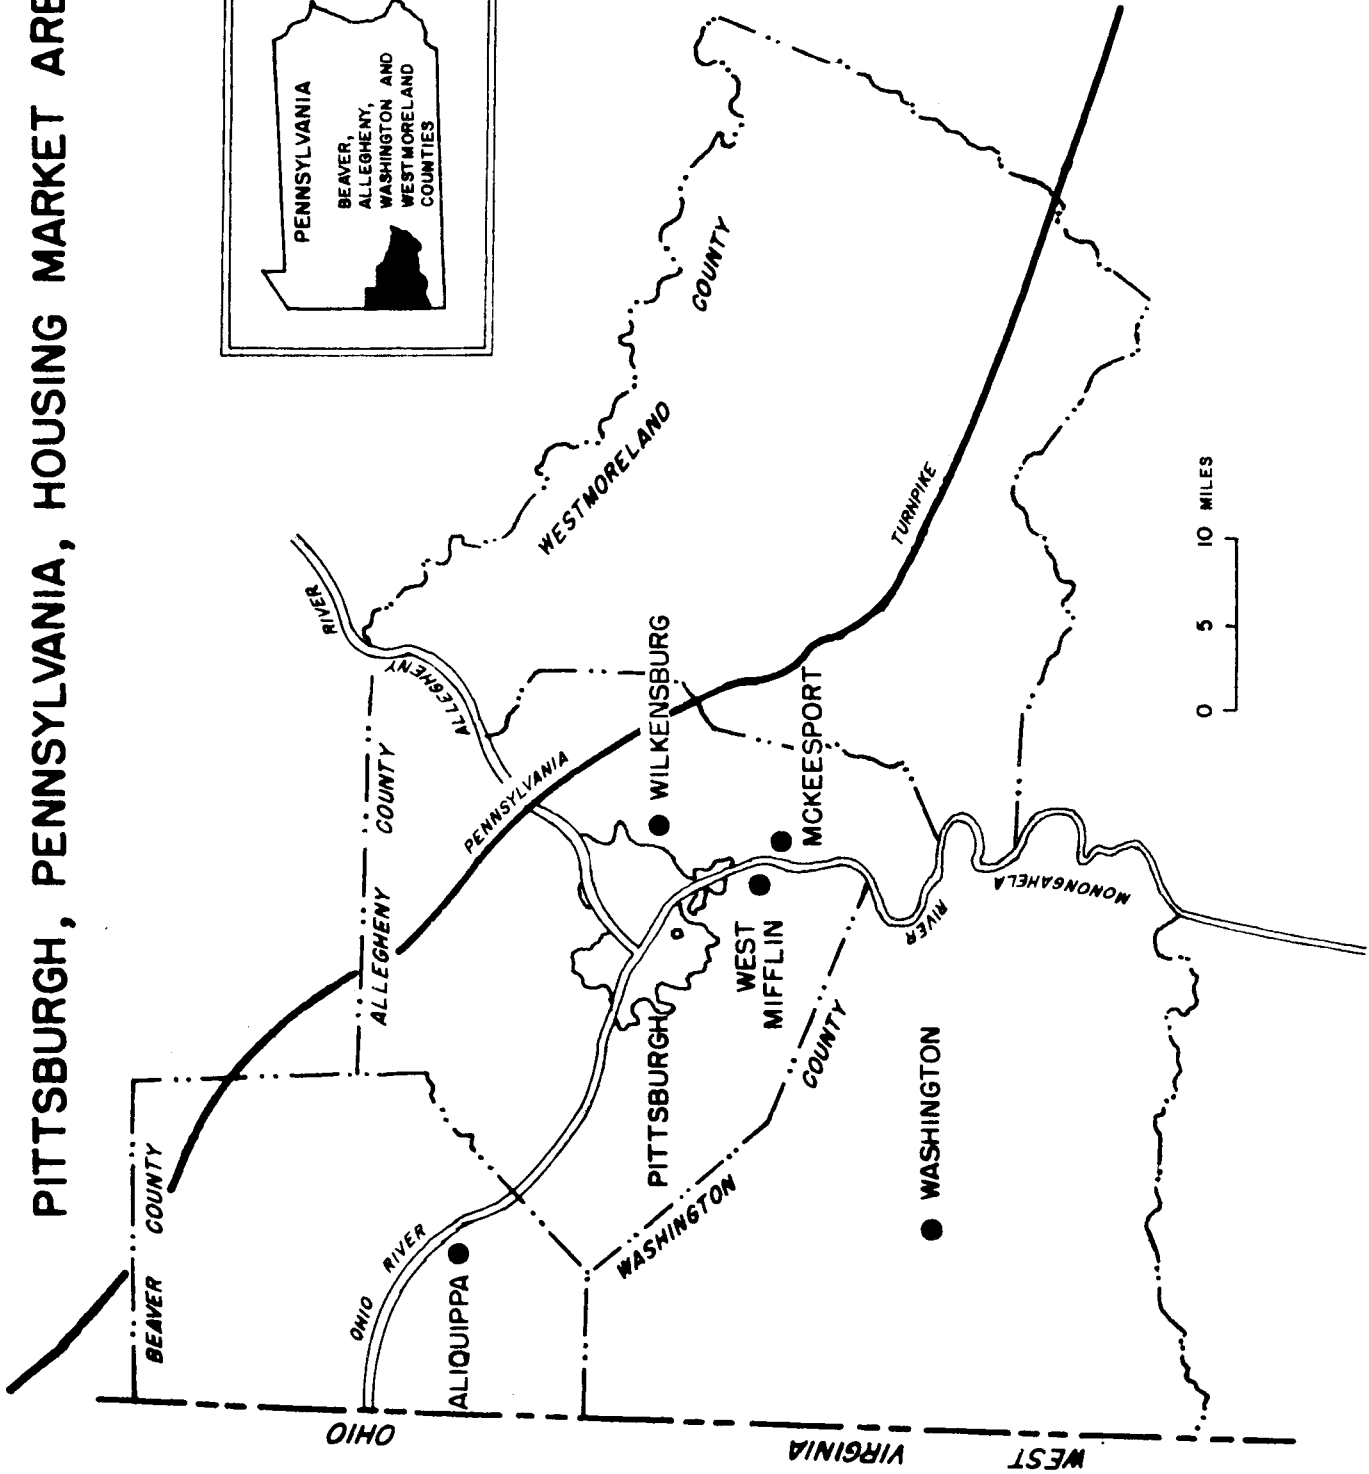 PITTSBURGH, PENNSYLVANIA, HOUSING MARKET ARE
PENNSYLVANIA
BEAVER,
ALLEGHENY,
WASHINGTON AND
WESTMORELAND
COUNTIES
BEAVER COUNTY
ALLEGHENY COUNTY
RIVER
ALLEGHENY
WESTMORELAND
COUNTY
OHIO
RIVER
PENNSYLVANIA
TURNPIKE
ALIQUIPPA
PITTSBURGH
WILKENSBURG
WEST
MIFFLIN
MCKEESPORT
WASHINGTON
COUNTY
WASHINGTON
RIVER
MONONGAHELA
OHIO
WEST
VIRGINIA
0 5 10 MILES